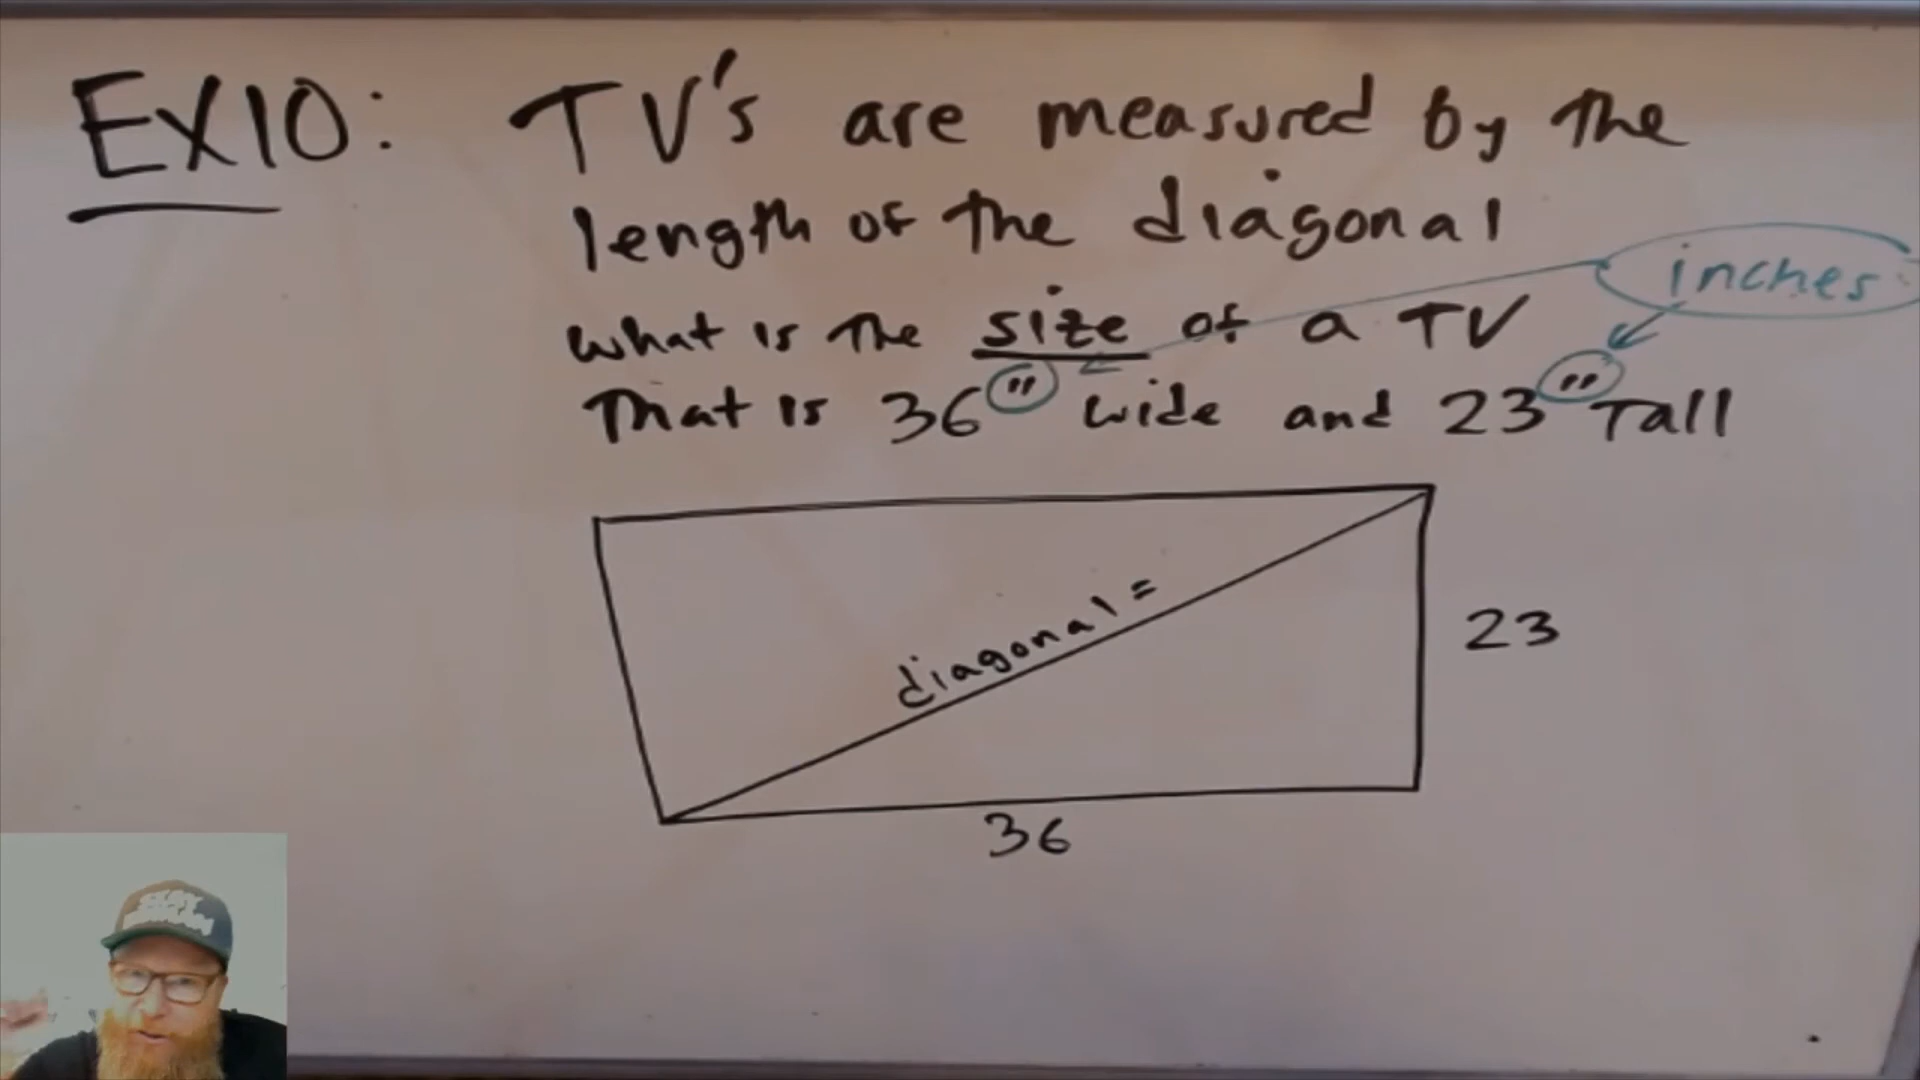 EX10: TV's are measured by the
length of the diagonal
inches
what is the size of a TV
That is 36" wide and 23" Tall
diagonal =
23
36
STAY